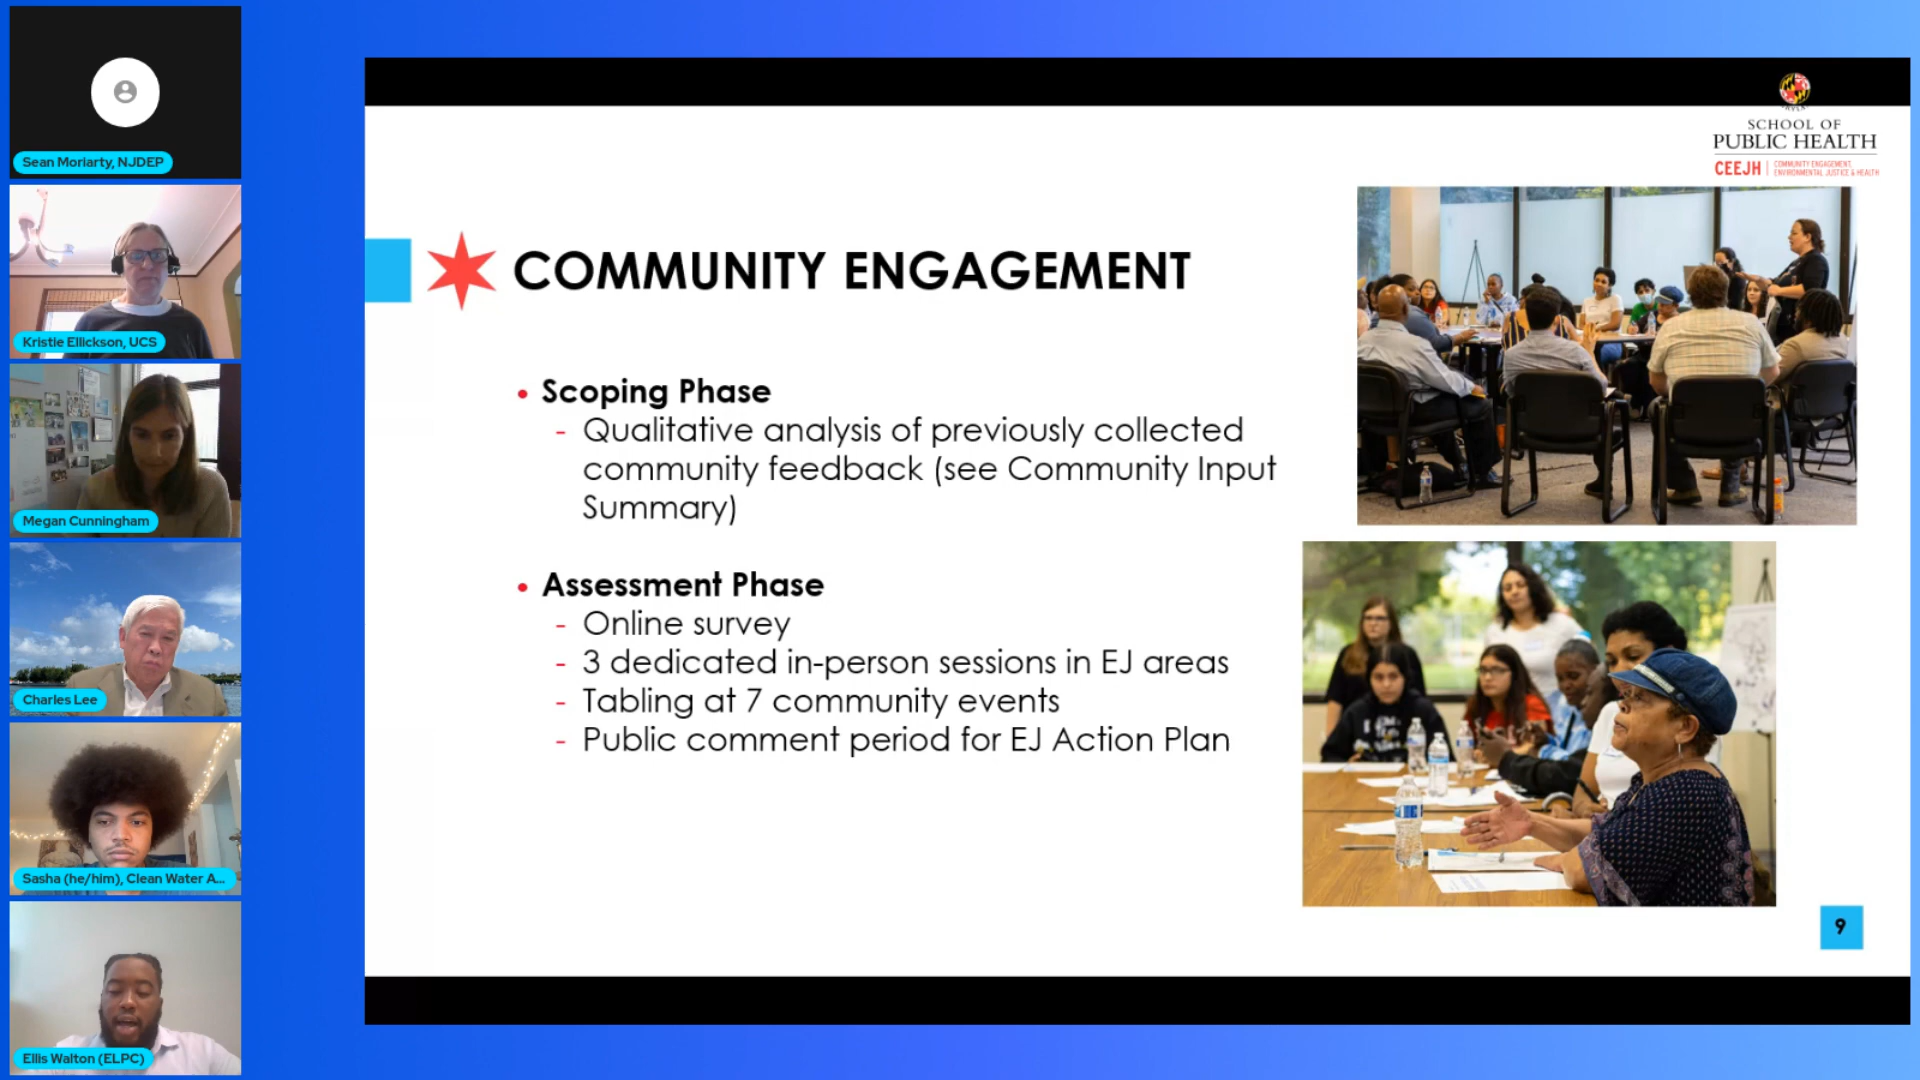 Sean Moriarty, NJDEP
Kristie Ellickson, UCS
Megan Cunningham
Charles Lee
Sasha (he/him), Clean Water A...
Ellis Walton (ELPC)
SCHOOL OF
PUBLIC HEALTH
CEEJH
COMMUNITY ENGAGEMENT,
ENVIRONMENTAL JUSTICE & HEALTH
COMMUNITY ENGAGEMENT
• Scoping Phase
- Qualitative analysis of previously collected
community feedback (see Community Input
Summary)
• Assessment Phase
- Online survey
- 3 dedicated in-person sessions in EJ areas
- Tabling at 7 community events
- Public comment period for EJ Action Plan
9